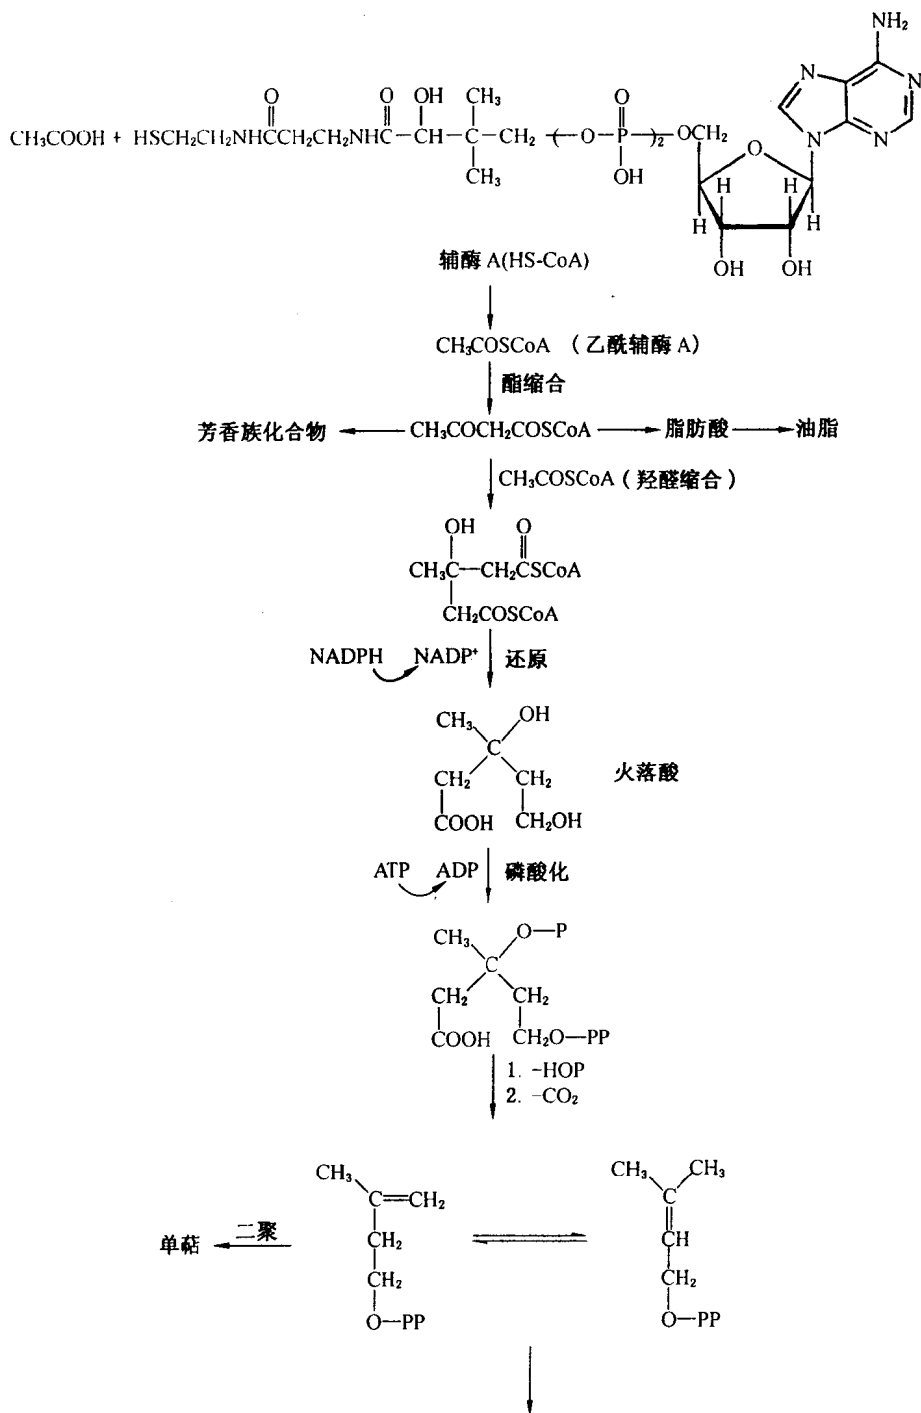 NH₂
N N
N N
O OH CH₃ O
CH₃COOH + HSCH₂CH₂NHCCH₂CH₂NHC—CH—C—CH₂—(—O—P—)₂—OCH₂ O
CH₃ OH
H H H H
OH OH
辅酶 A(HS-CoA)
CH₃COSCoA （乙酰辅酶 A）
酯缩合
芳香族化合物 CH₃COCH₂COSCoA 脂肪酸 油脂
CH₃COSCoA（羟醛缩合）
OH O
CH₃C—CH₂CSCoA
CH₂COSCoA
NADPH NADP⁺ 还原
CH₃ OH
C
CH₂ CH₂ 火落酸
COOH CH₂OH
ATP ADP 磷酸化
CH₃ O—P
C
CH₂ CH₂
COOH CH₂O—PP
1. -HOP
2. -CO₂
CH₃ CH₃ CH₃
C=CH₂ C
单萜 二聚 CH₂ CH
CH₂ CH₂
O—PP O—PP